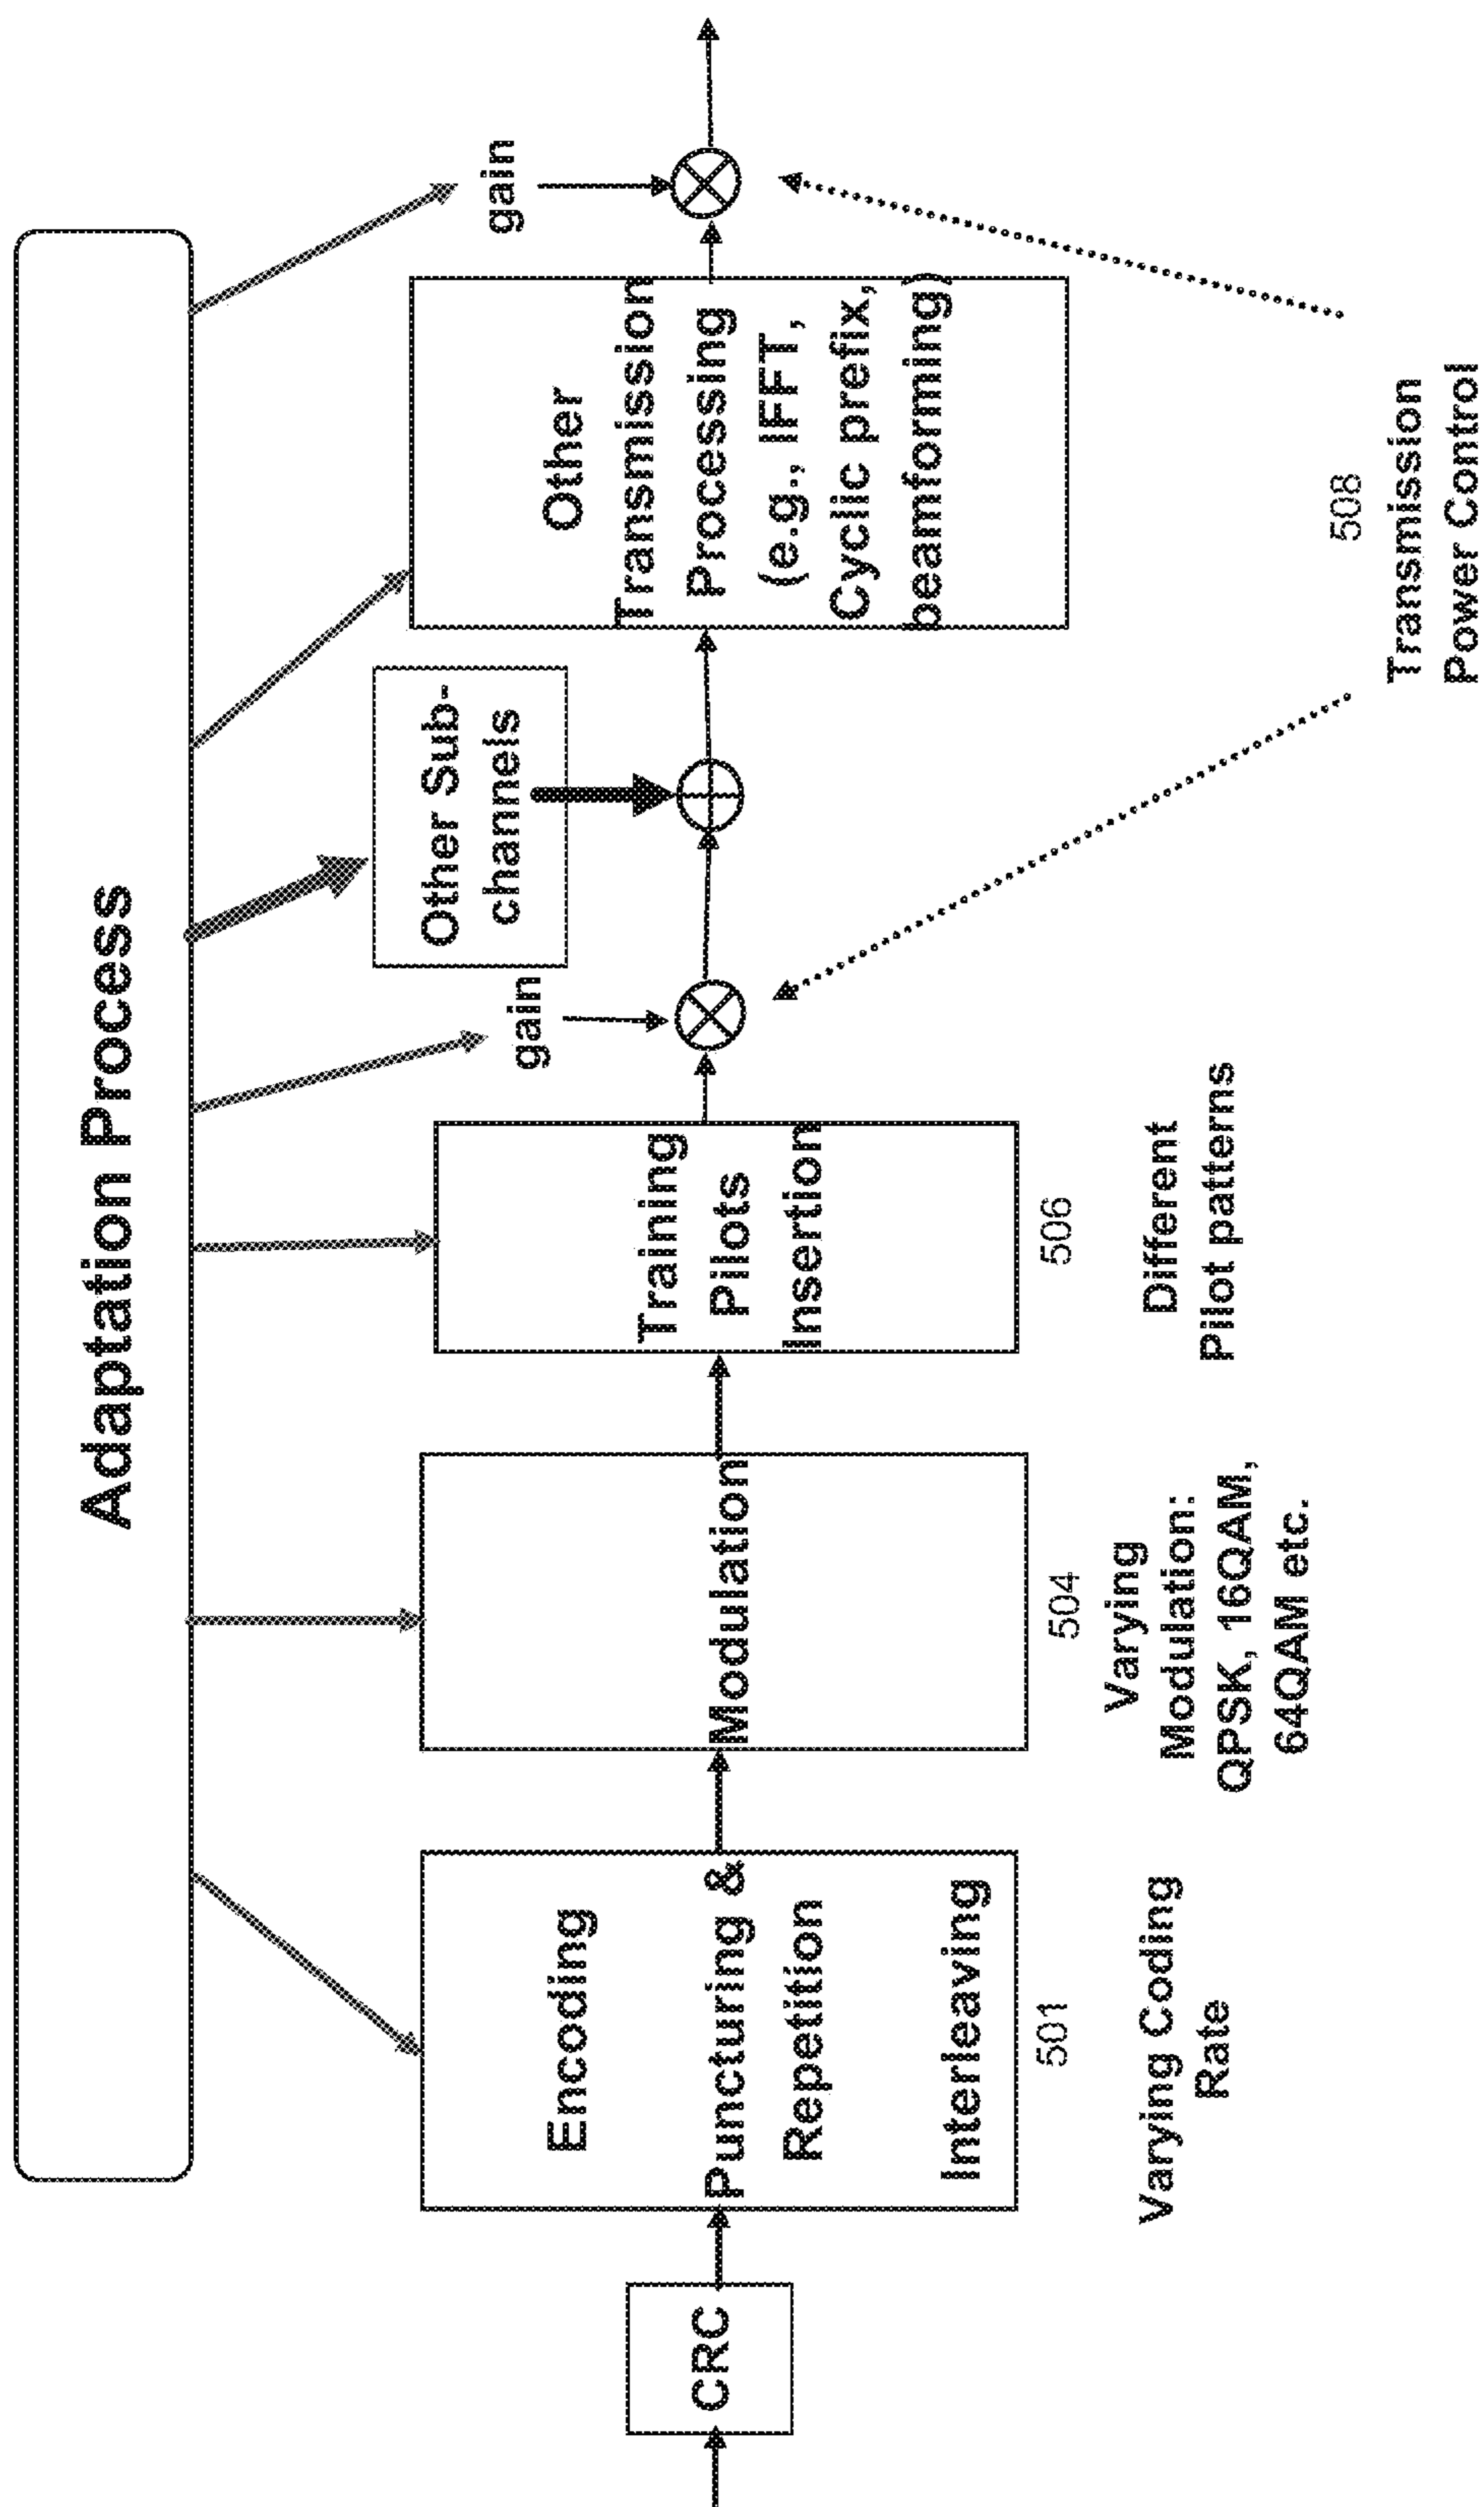 Adaptation Process
CRC
Encoding
Puncturing &
Repetition
Interleaving
501
Varying Coding
Rate
Modulation
504
Varying
Modulation:
QPSK, 16QAM,
64QAM etc.
Training
Pilots
Insertion
506
Different
Pilot patterns
gain
Other Sub-
channels
Other
Transmission
Processing
(e.g., IFFT,
Cyclic prefix,
beamforming)
gain
508
Transmission
Power Control